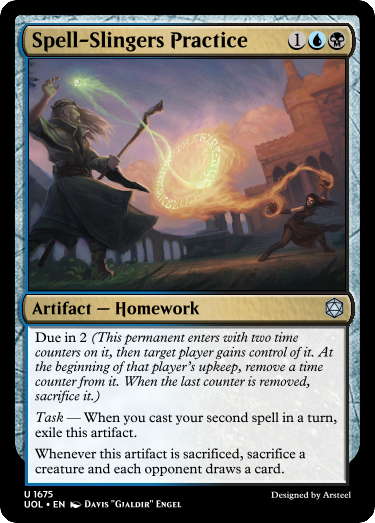 Spell-Slingers Practice 1
Artifact — Homework
Due in 2 (This permanent enters with two time
counters on it, then target player gains control of it. At
the beginning of that player's upkeep, remove a time
counter from it. When the last counter is removed,
sacrifice it.)
Task — When you cast your second spell in a turn,
exile this artifact.
Whenever this artifact is sacrificed, sacrifice a
creature and each opponent draws a card.
U 1675
UOL • EN Davis "Gjaldir" Engel
Designed by Arsteel